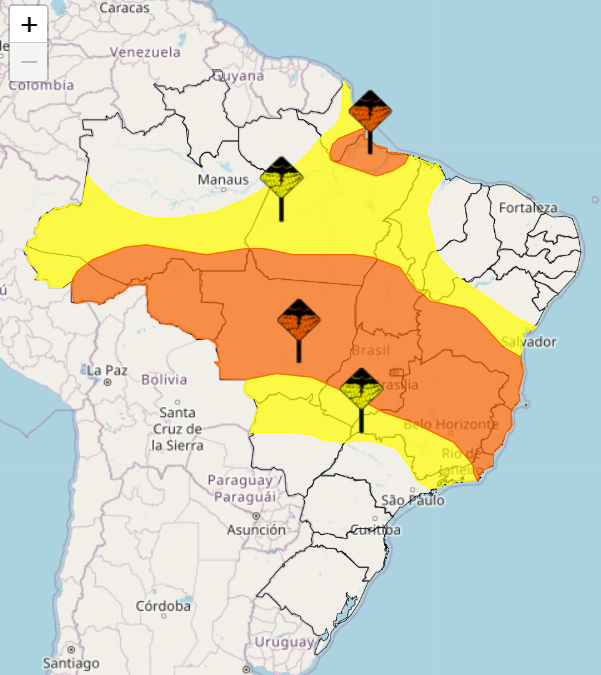 +
Caracas
Venezuela
Guyana
Colombia
−
Manaus
Fortaleza
Salvador
Brasil
Brasília
La Paz
Bolivia
Santa
Cruz de
la Sierra
Belo Horizonte
Rio de
Janeiro
Paraguay /
Paraguái
São Paulo
Asunción
Curitiba
Córdoba
Uruguay
Santiago